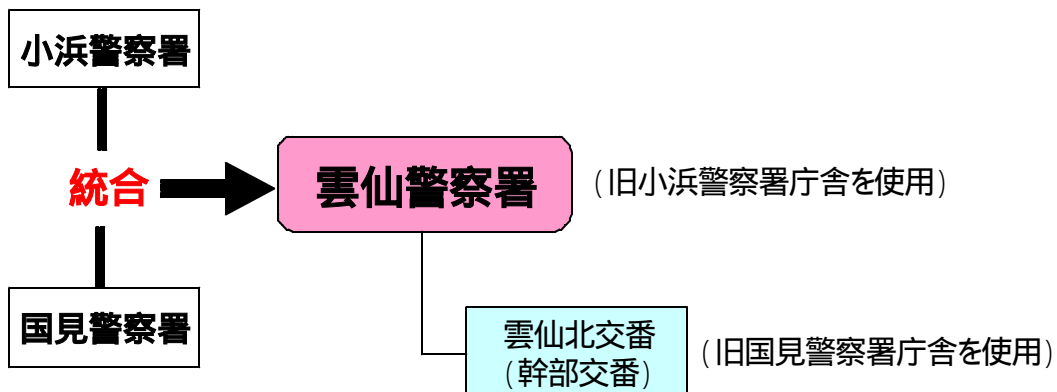 小浜警察署
統合
雲仙警察署
(旧小浜警察署庁舎を使用)
国見警察署
雲仙北交番
(幹部交番)
(旧国見警察署庁舎を使用)